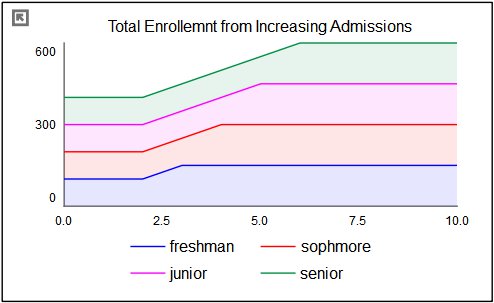 Total Enrollemnt from Increasing Admissions
600
300
0
0.0 2.5 5.0 7.5 10.0
freshman sophmore
junior senior